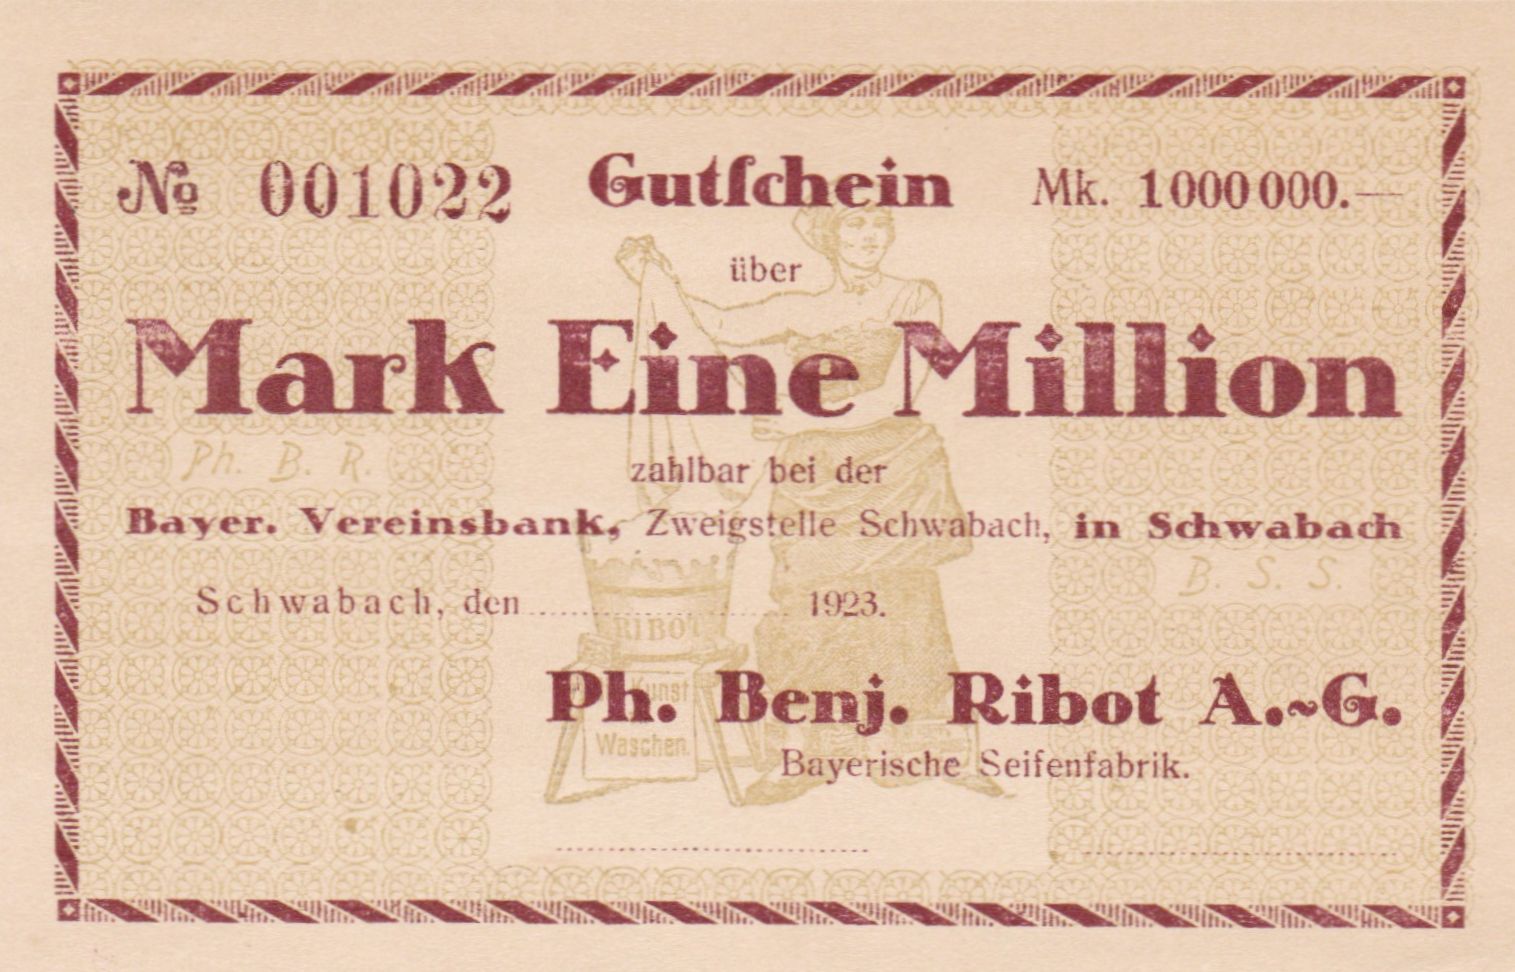 № 001022 Gutſchein Mk. 1000000.—
über
Mark Eine Million
zahlbar bei der
Ph. B. R.
Bayer. Vereinsbank, Zweigstelle Schwabach, in Schwabach
B. S. S.
Schwabach, den .................... 1923.
RIBOT
Ph. Benj. Ribot A.-G.
Kunst
Waschen.
Bayerische Seifenfabrik.